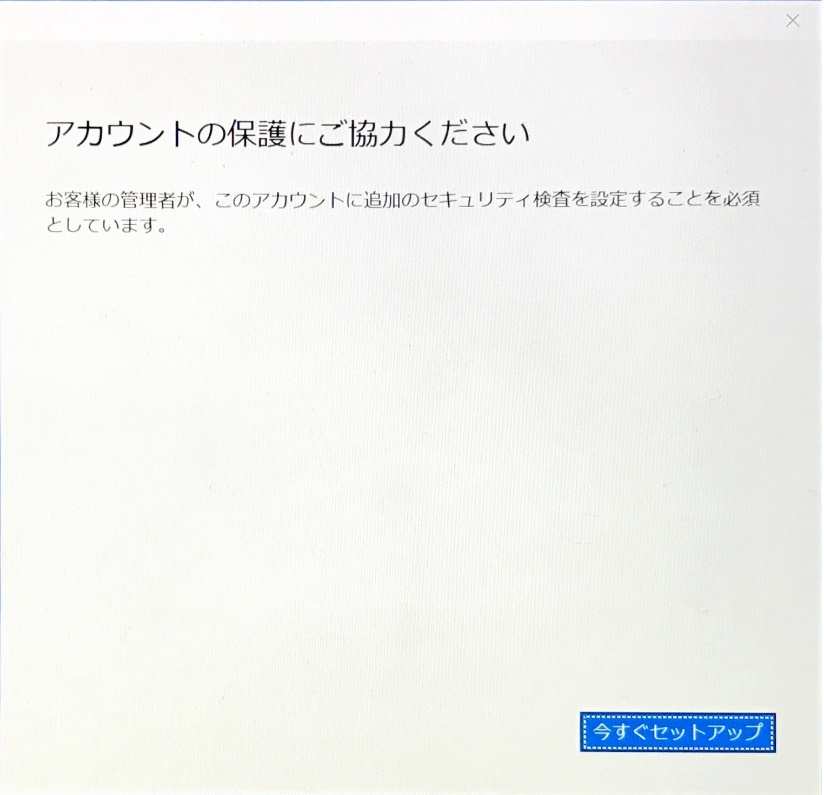 アカウントの保護にご協力ください
お客様の管理者が、このアカウントに追加のセキュリティ検査を設定することを必須
としています。
今すぐセットアップ